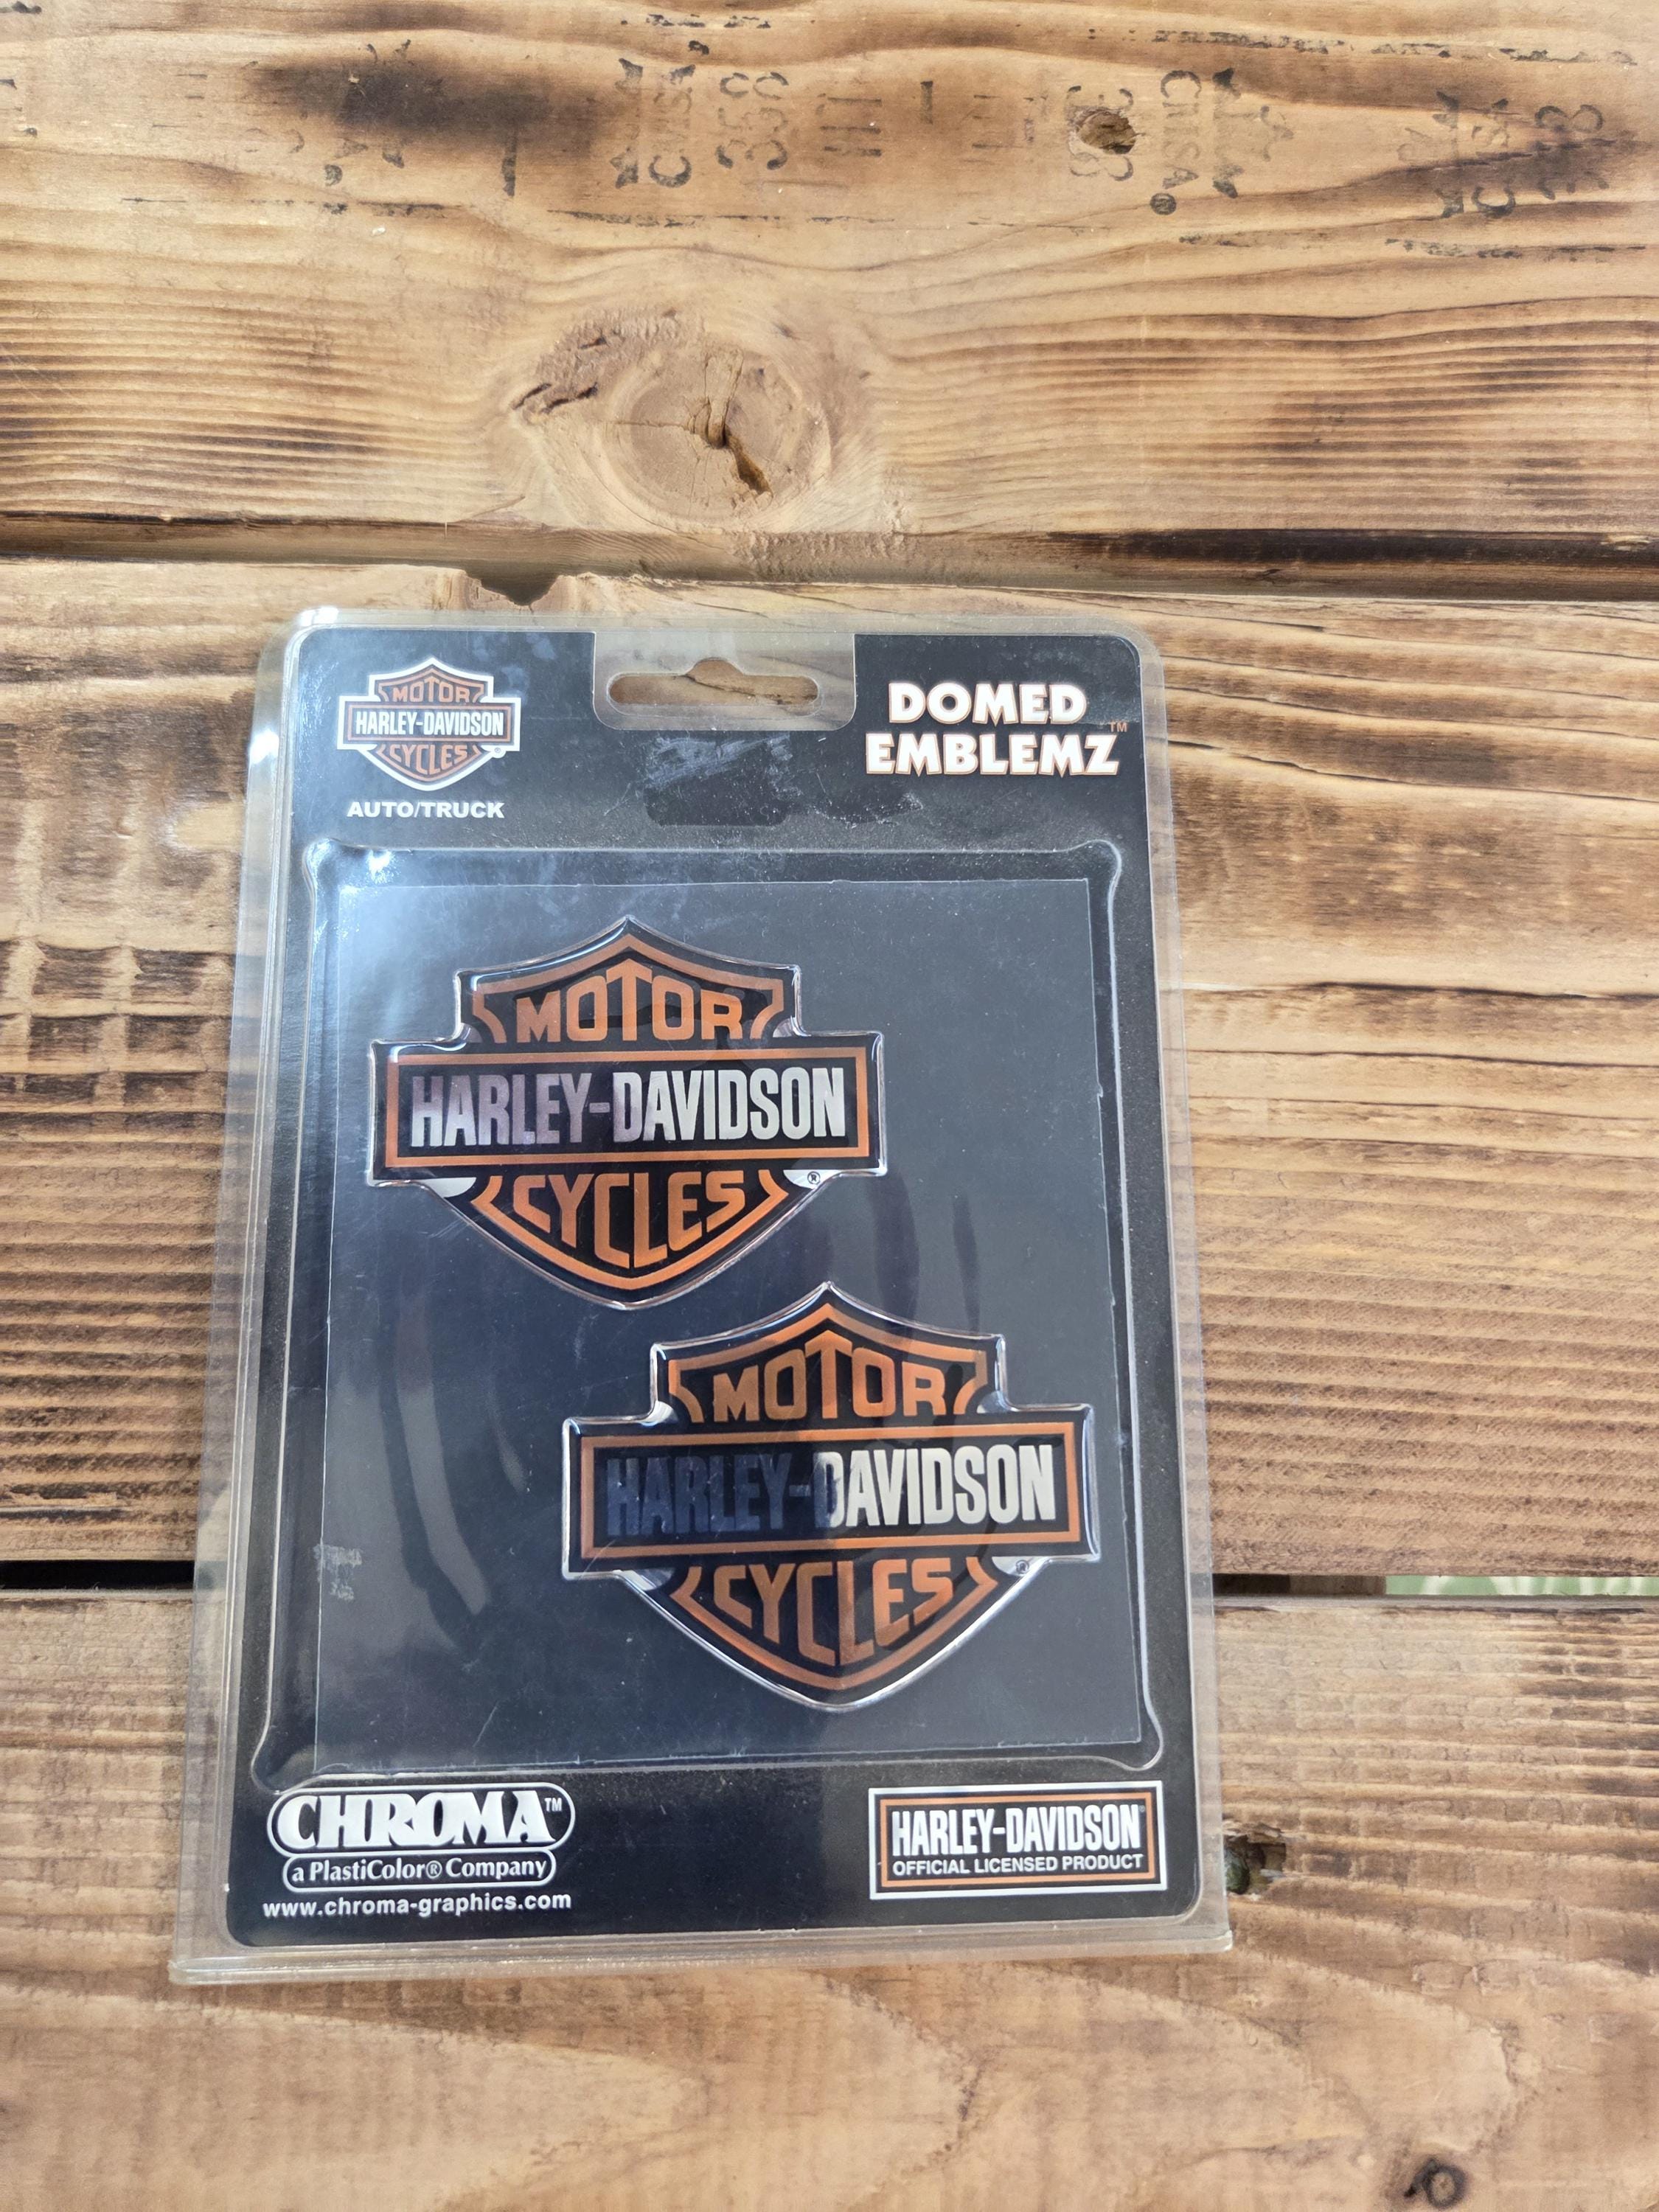 MOTOR
HARLEY-DAVIDSON
CYCLES®
AUTO/TRUCK
DOMED
EMBLEMZ™
MOTOR
HARLEY-DAVIDSON
CYCLES®
MOTOR
HARLEY-DAVIDSON
CYCLES®
CHROMA™
a PlastiColor® Company
www.chroma-graphics.com
HARLEY-DAVIDSON®
OFFICIAL LICENSED PRODUCT